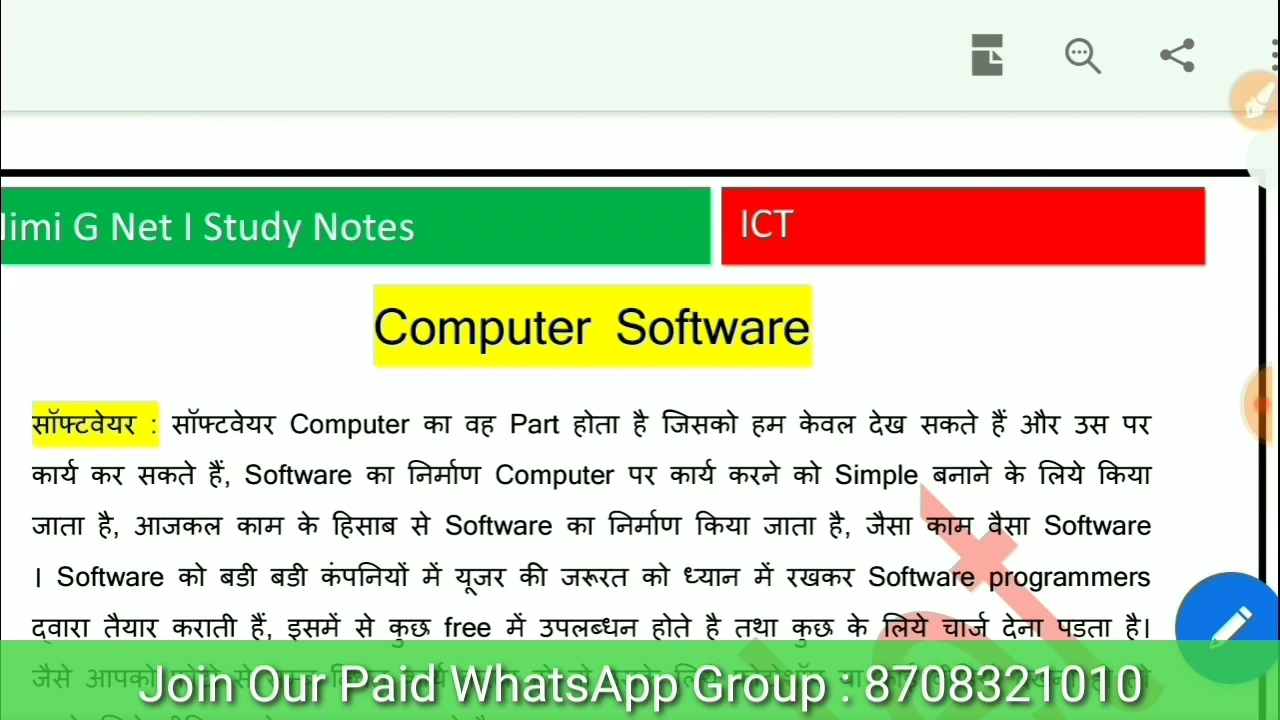 imi G Net I Study Notes
ICT
Computer Software
सॉफ्टवेयर : सॉफ्टवेयर Computer का वह Part होता है जिसको हम केवल देख सकते हैं और उस पर
कार्य कर सकते हैं, Software का निर्माण Computer पर कार्य करने को Simple बनाने के लिये किया
जाता है, आजकल काम के हिसाब से Software का निर्माण किया जाता है, जैसा काम वैसा Software
। Software को बडी बडी कंपनियों में यूजर की जरूरत को ध्यान में रखकर Software programmers
द्वारा तैयार कराती हैं, इसमें से कुछ free में उपलब्धन होते है तथा कुछ के लिये चार्ज देना पडता है।
जैसे आपको
Join Our Paid WhatsApp Group : 8708321010